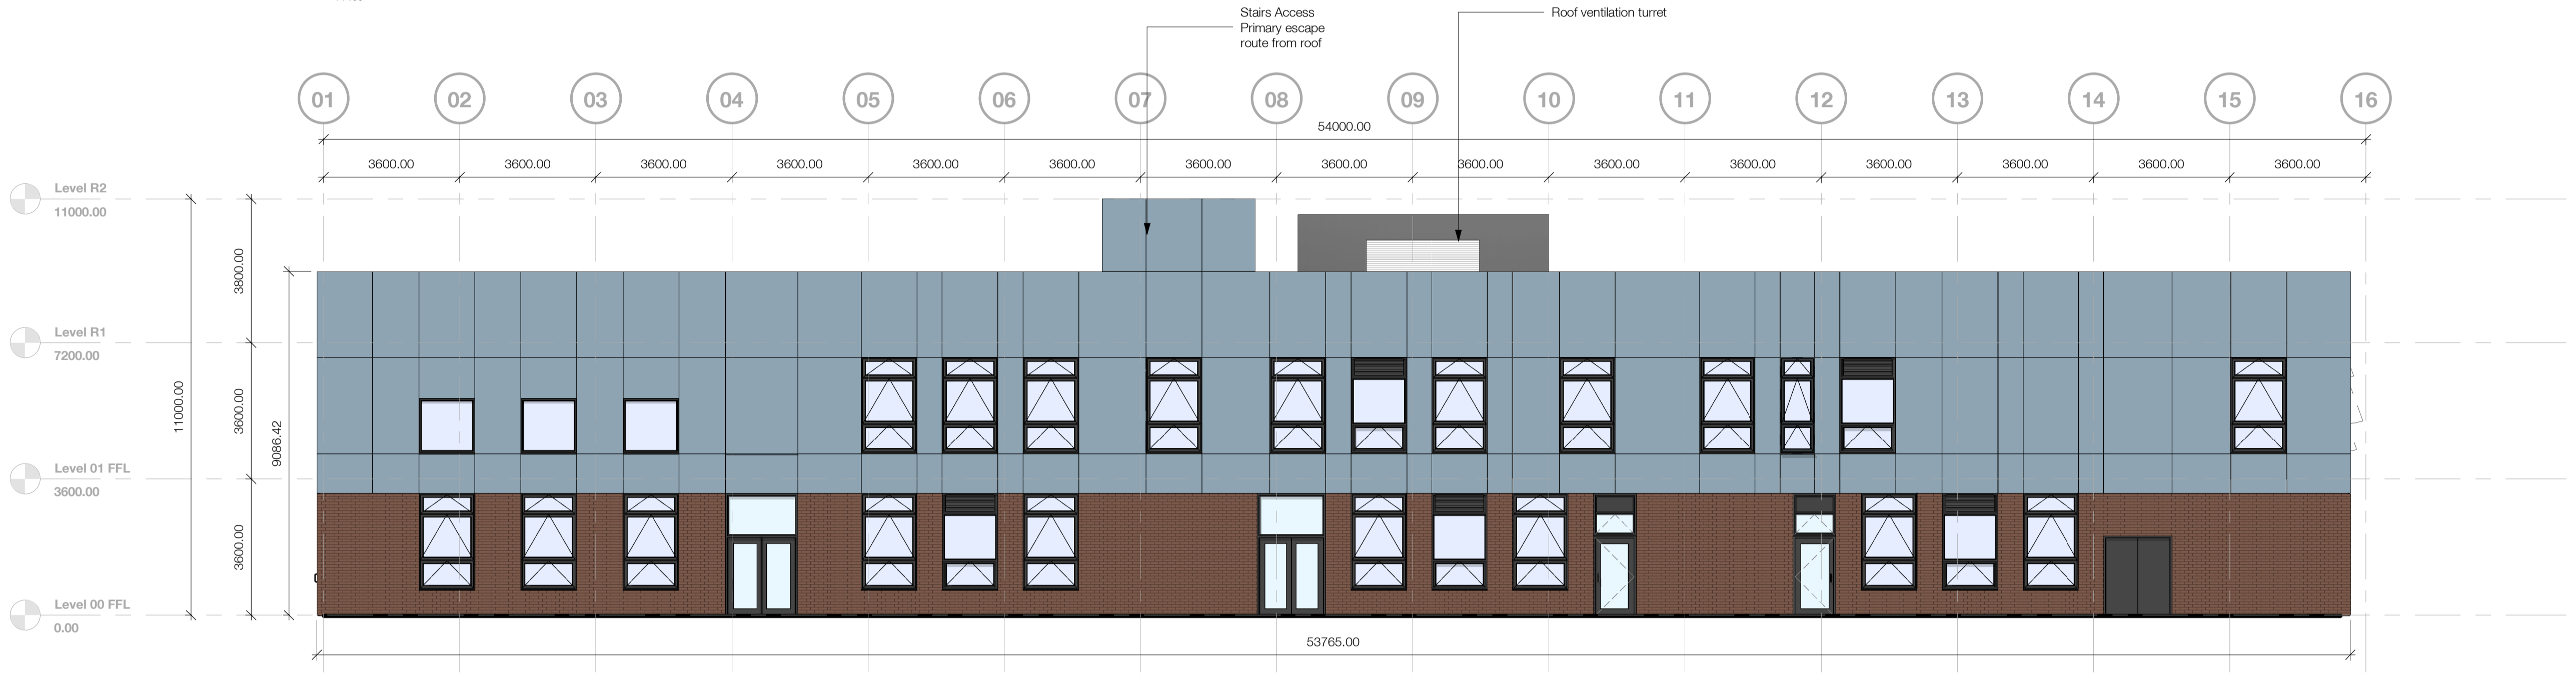 Stairs Access
Primary escape
route from roof
Roof ventilation turret
01 02 03 04 05 06 07 08 09 10 11 12 13 14 15 16
54000.00
3600.00 3600.00 3600.00 3600.00 3600.00 3600.00 3600.00 3600.00 3600.00 3600.00 3600.00 3600.00 3600.00 3600.00 3600.00
Level R2
11000.00
3800.00
Level R1
7200.00
11000.00
3600.00
9086.42
Level 01 FFL
3600.00
3600.00
Level 00 FFL
0.00
53765.00